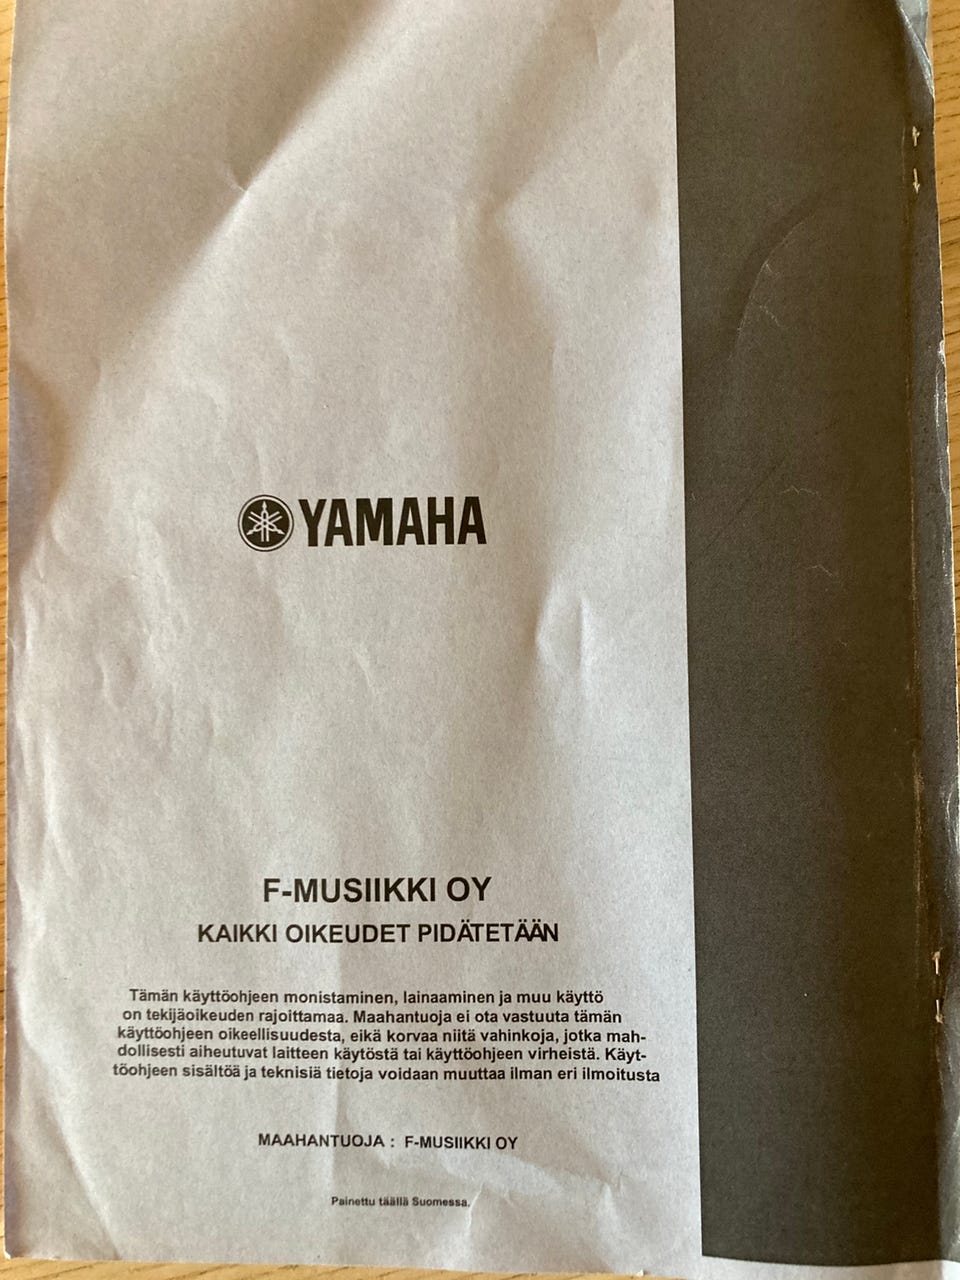 YAMAHA
F-MUSIIKKI OY
KAIKKI OIKEUDET PIDÄTETÄÄN
Tämän käyttöohjeen monistaminen, lainaaminen ja muu käyttö
on tekijäoikeuden rajoittamaa. Maahantuoja ei ota vastuuta tämän
käyttöohjeen oikeellisuudesta, eikä korvaa niitä vahinkoja, jotka mah-
dollisesti aiheutuvat laitteen käytöstä tai käyttöohjeen virheistä. Käyt-
töohjeen sisältöä ja teknisiä tietoja voidaan muuttaa ilman eri ilmoitusta
MAAHANTUOJA : F-MUSIIKKI OY
Painettu täällä Suomessa.